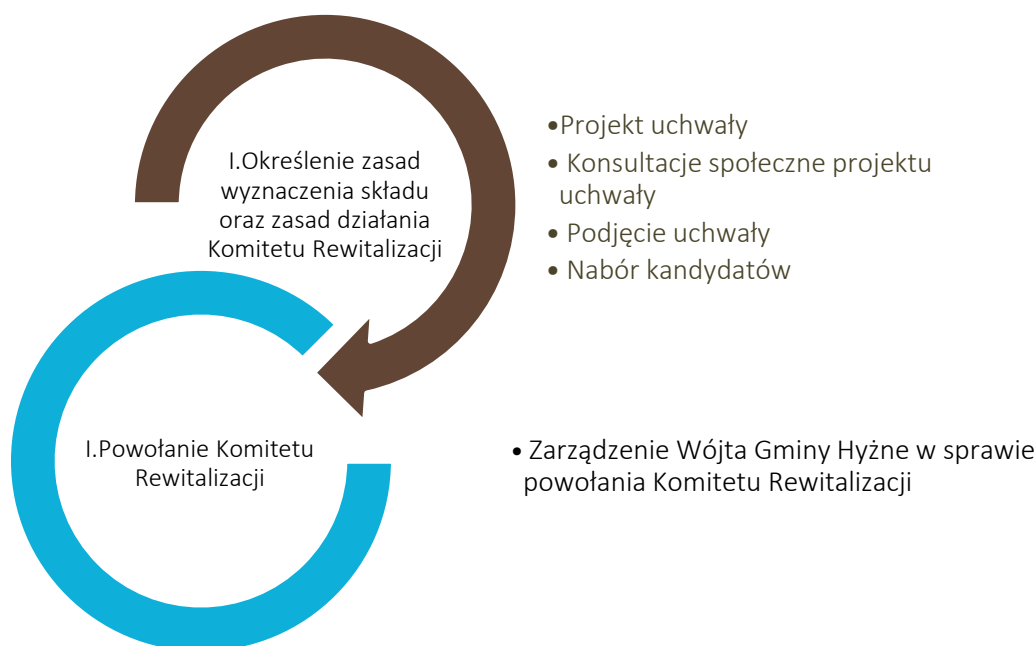 I.Określenie zasad
wyznaczenia składu
oraz zasad działania
Komitetu Rewitalizacji
•Projekt uchwały
• Konsultacje społeczne projektu
uchwały
• Podjęcie uchwały
• Nabór kandydatów
I.Powołanie Komitetu
Rewitalizacji
• Zarządzenie Wójta Gminy Hyżne w sprawie
powołania Komitetu Rewitalizacji